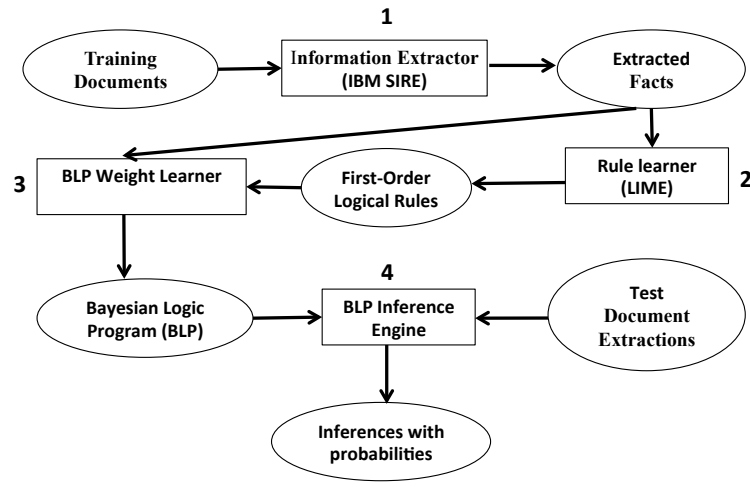 1
Training
Documents
Information Extractor
(IBM SIRE)
Extracted
Facts
3
BLP Weight Learner
First-Order
Logical Rules
Rule learner
(LIME)
2
4
Bayesian Logic
Program (BLP)
BLP Inference
Engine
Test
Document
Extractions
Inferences with
probabilities